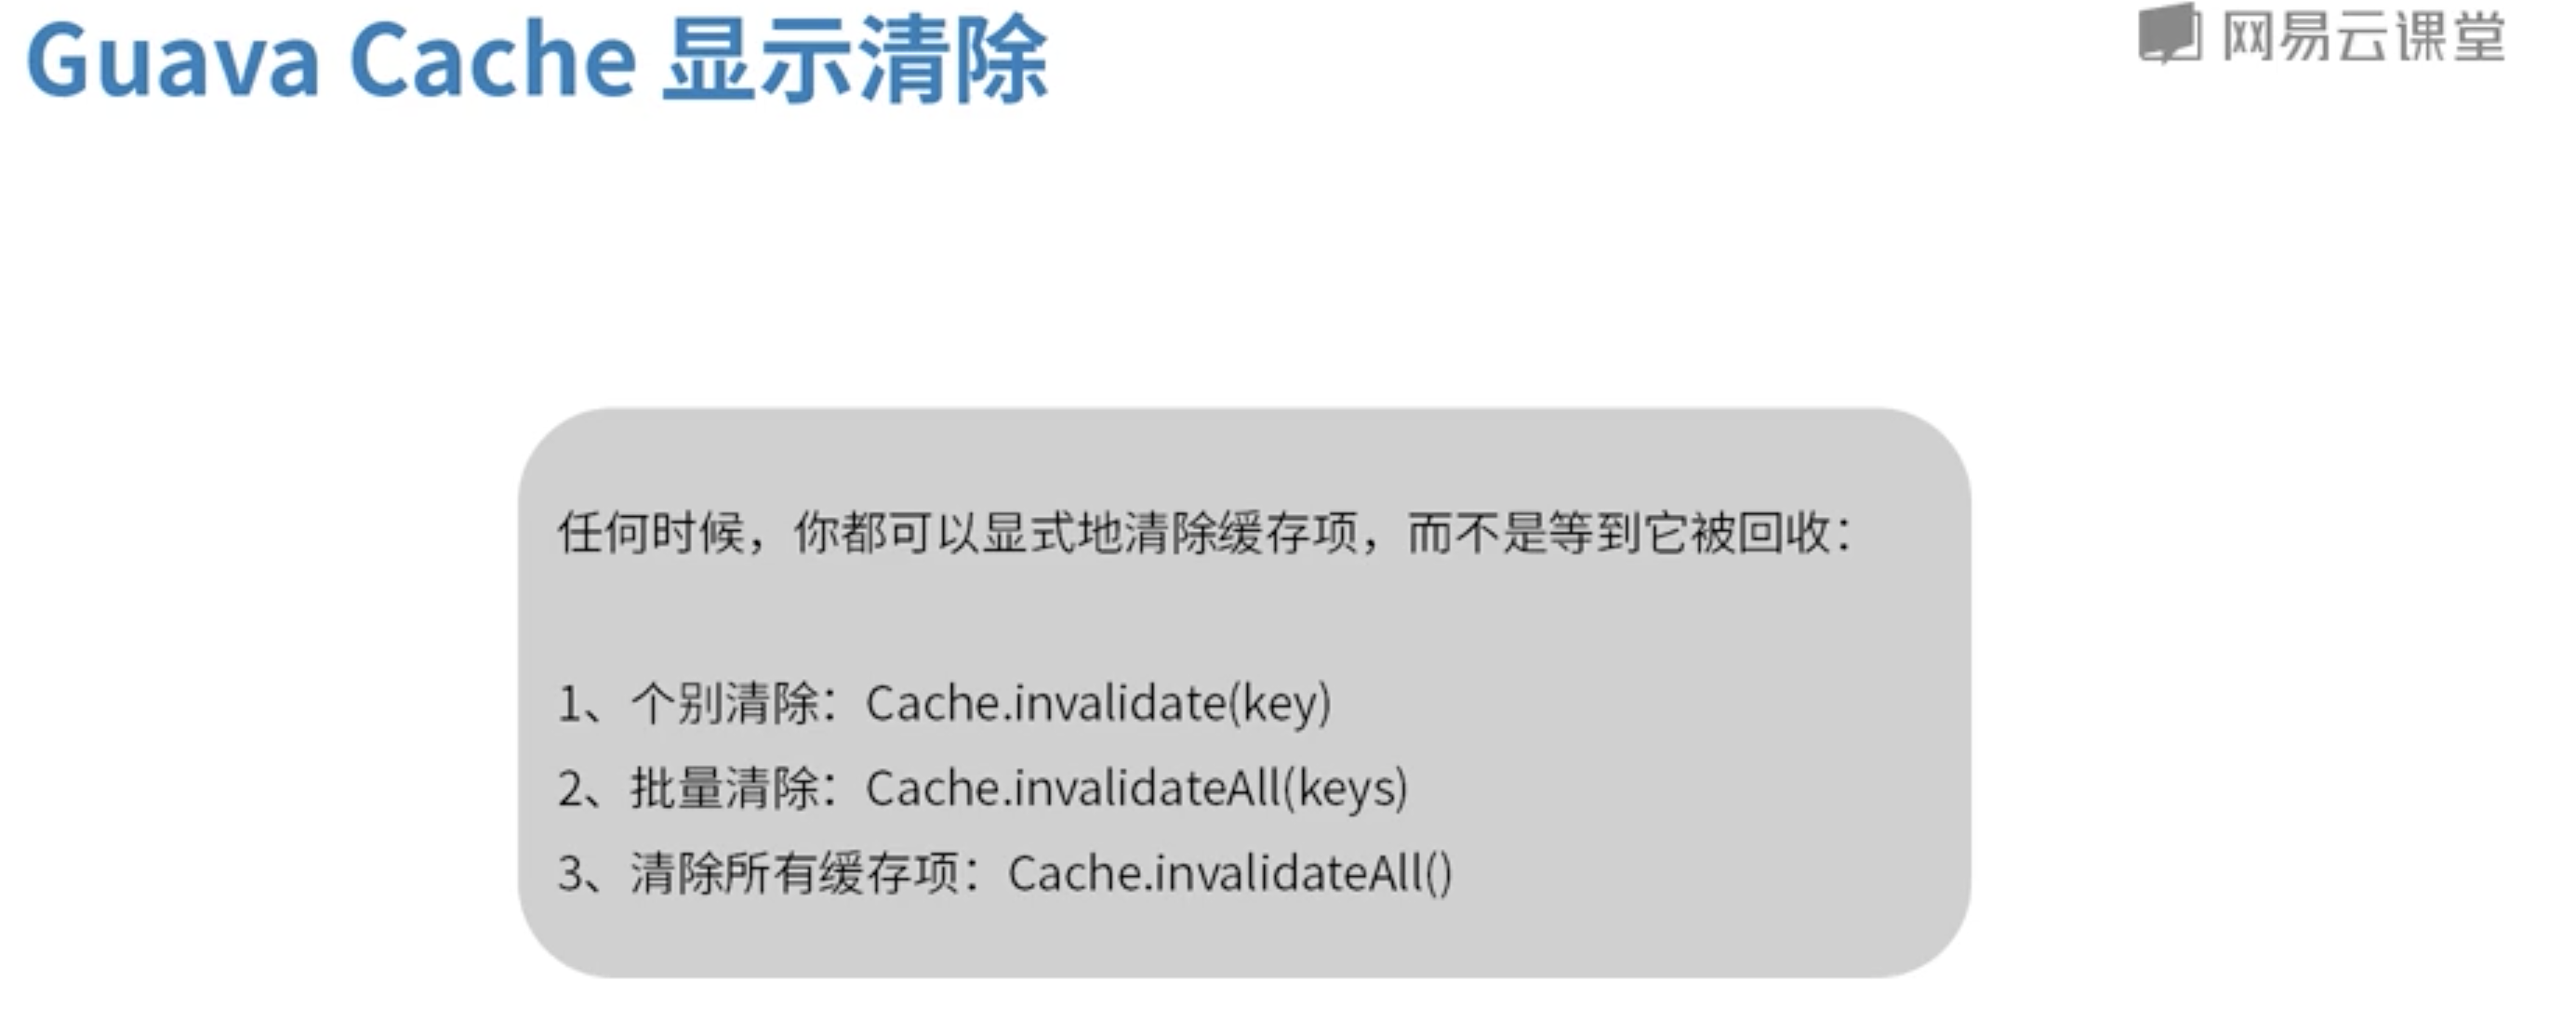 Guava Cache 显示清除
网易云课堂
任何时候，你都可以显式地清除缓存项，而不是等到它被回收：
1、个别清除：Cache.invalidate(key)
2、批量清除：Cache.invalidateAll(keys)
3、清除所有缓存项：Cache.invalidateAll()